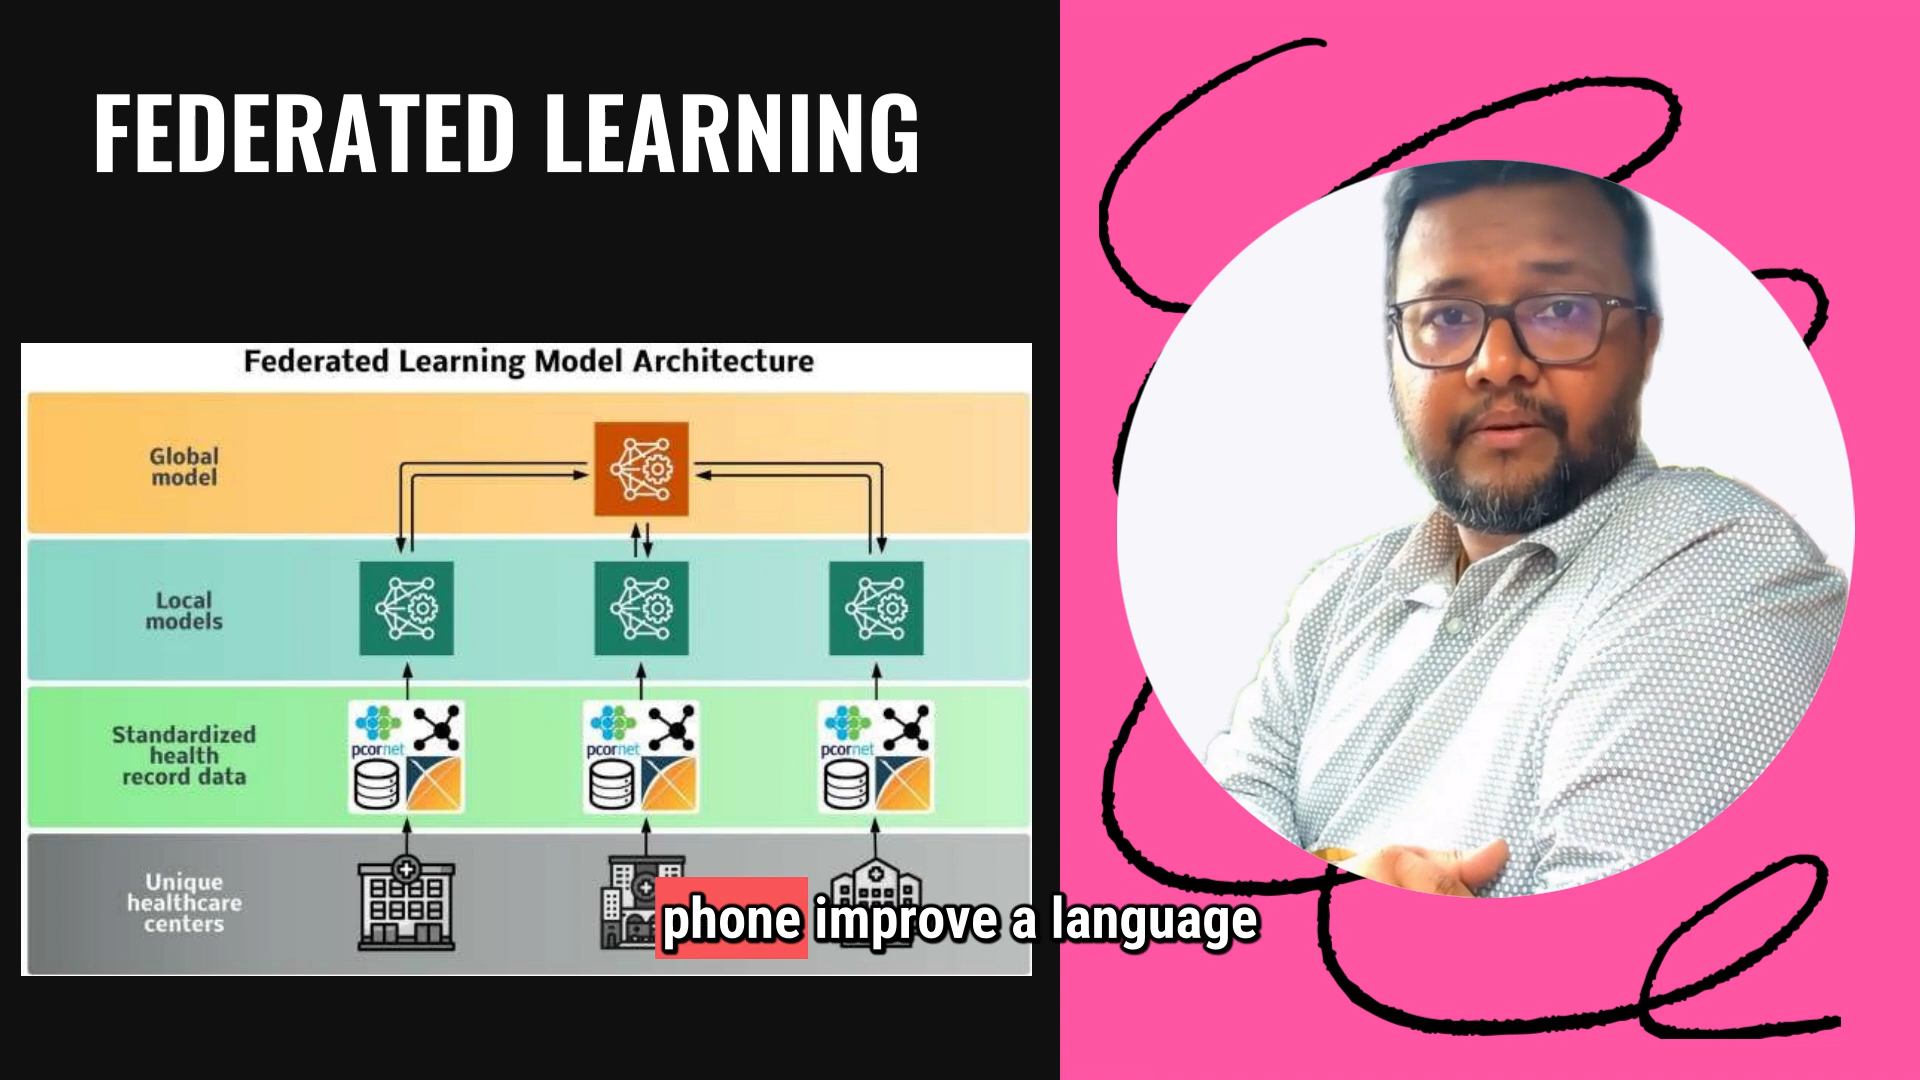 FEDERATED LEARNING
Federated Learning Model Architecture
Global
model
Local
models
Standardized
health
record data
pcornet
pcornet
pcornet
Unique
healthcare
centers
phone improve a language